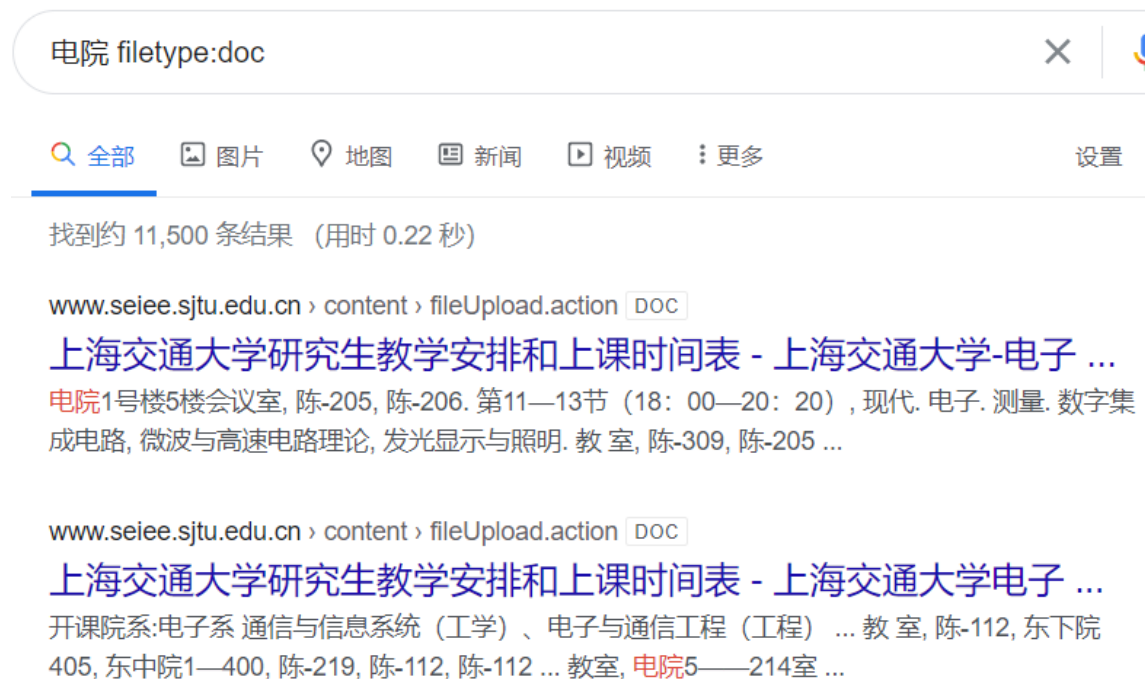 电院 filetype:doc
全部 图片 地图 新闻 视频 更多 设置
找到约 11,500 条结果 （用时 0.22 秒）
www.seiee.sjtu.edu.cn › content › fileUpload.action DOC
上海交通大学研究生教学安排和上课时间表 - 上海交通大学-电子 ...
电院1号楼5楼会议室, 陈-205, 陈-206. 第11—13节（18：00—20：20）, 现代. 电子. 测量. 数字集
成电路, 微波与高速电路理论, 发光显示与照明. 教 室, 陈-309, 陈-205 ...
www.seiee.sjtu.edu.cn › content › fileUpload.action DOC
上海交通大学研究生教学安排和上课时间表 - 上海交通大学电子 ...
开课院系:电子系 通信与信息系统（工学）、电子与通信工程（工程） ... 教 室, 陈-112, 东下院
405, 东中院1—400, 陈-219, 陈-112, 陈-112 ... 教室, 电院5——214室 ...